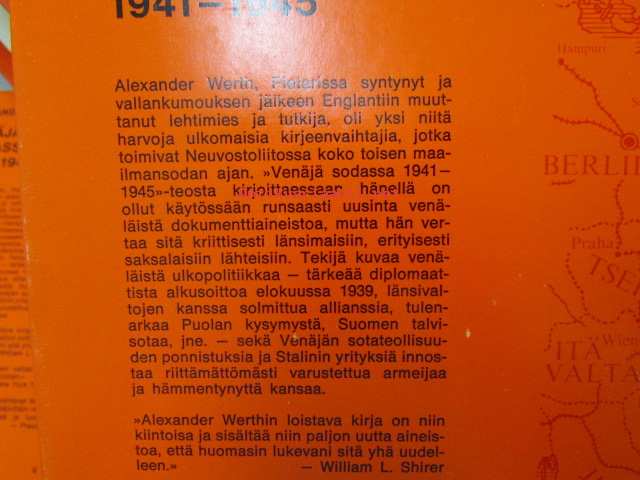 1941–1945
Alexander Werth, Pietarissa syntynyt ja
vallankumouksen jälkeen Englantiin muut-
tanut lehtimies ja tutkija, oli yksi niitä
harvoja ulkomaisia kirjeenvaihtajia, jotka
toimivat Neuvostoliitossa koko toisen maa-
ilmansodan ajan. »Venäjä sodassa 1941–
1945»-teosta kirjoittaessaan hänellä on
ollut käytössään runsaasti uusinta venä-
läistä dokumenttiaineistoa, mutta hän ver-
taa sitä kriittisesti länsimaisiin, erityisesti
saksalaisiin lähteisiin. Tekijä kuvaa venä-
läistä ulkopolitiikkaa — tärkeää diplomaat-
tista alkusoittoa elokuussa 1939, länsival-
tojen kanssa solmittua allianssia, tulen-
arkaa Puolan kysymystä, Suomen talvi-
sotaa, jne. — sekä Venäjän sotateollisuu-
den ponnistuksia ja Stalinin yrityksiä innos-
taa riittämättömästi varustettua armeijaa
ja hämmentynyttä kansaa.
»Alexander Werthin loistava kirja on niin
kiintoisa ja sisältää niin paljon uutta aineis-
toa, että huomasin lukevani sitä yhä uudel-
leen.» — William L. Shirer
Hampuri
BERLII
Praha
TSE
Wien
ITÄ
VALTA